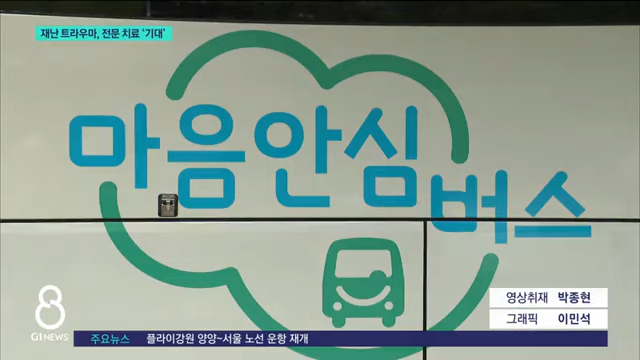 재난 트라우마, 전문 치료 '기대'
마음안심
버스
영상취재 박종현
그래픽 이민석
8
G1 NEWS
주요뉴스 플라이강원 양양~서울 노선 운항 재개